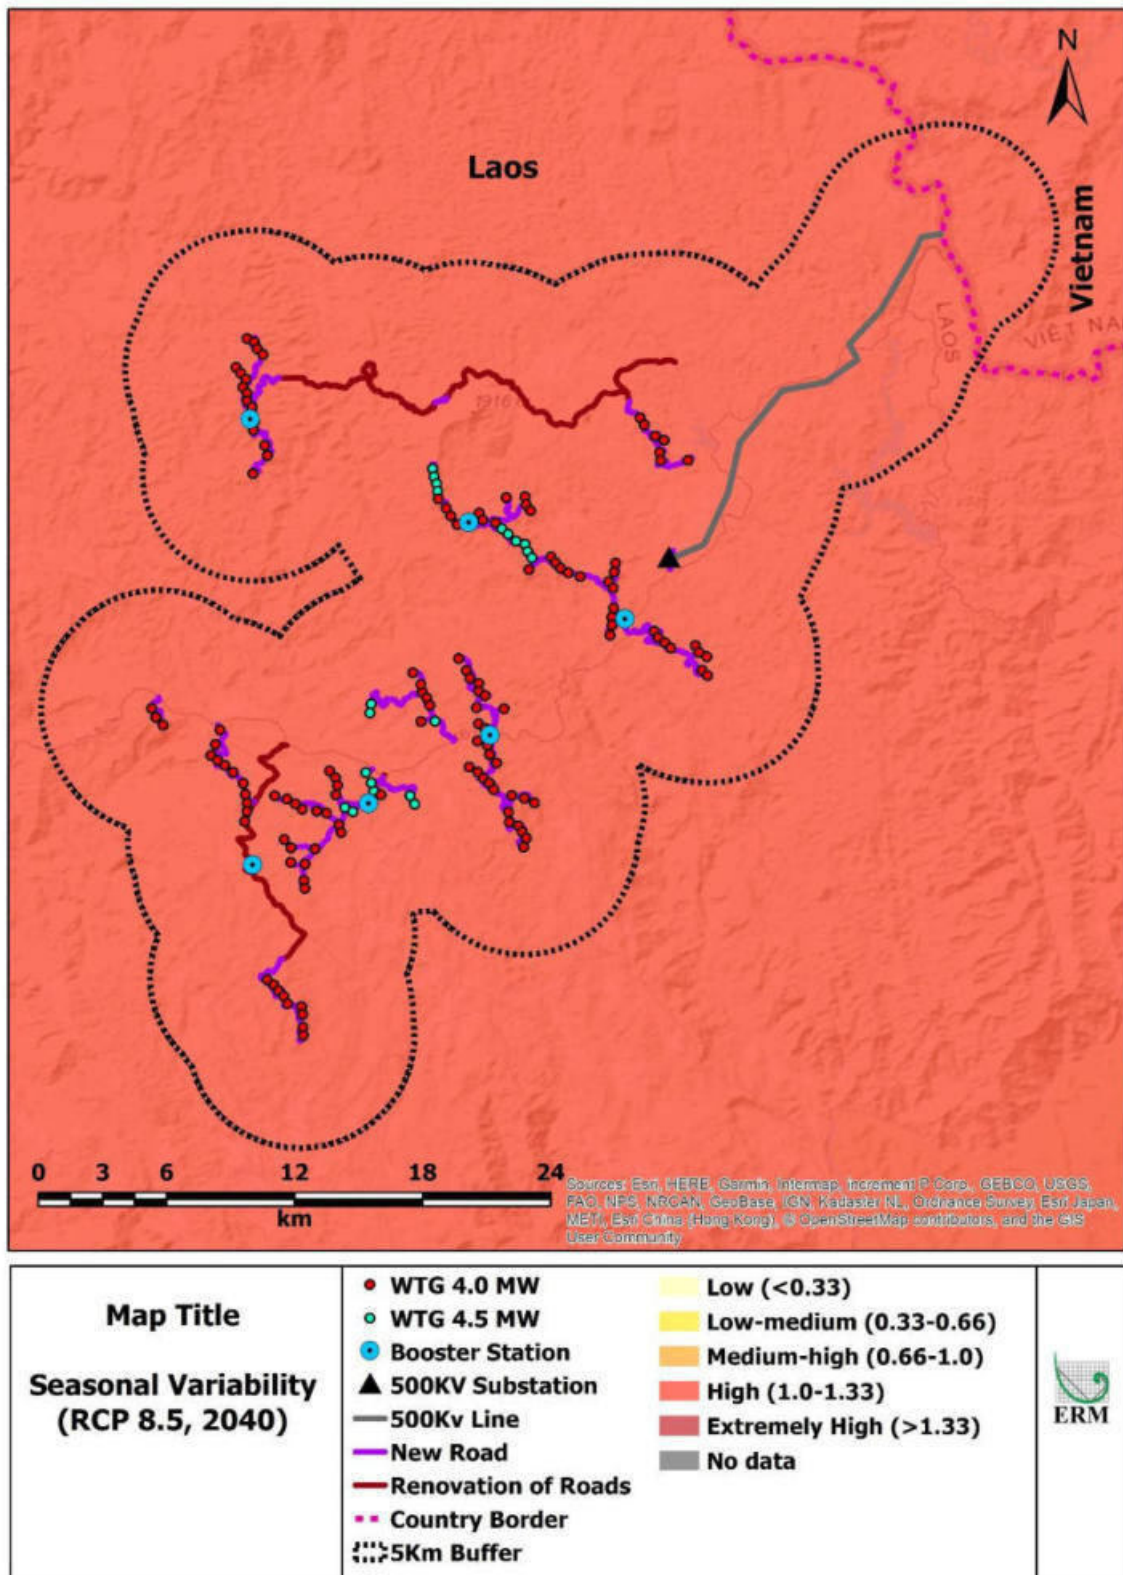 N
Laos
Vietnam
LAOS
VIỆT NA
1916
0 3 6 12 18 24
km
Sources: Esri, HERE, Garmin, Intermap, increment P Corp., GEBCO, USGS,
FAO, NPS, NRCAN, GeoBase, IGN, Kadaster NL, Ordnance Survey, Esri Japan,
METI, Esri China (Hong Kong), © OpenStreetMap contributors, and the GIS
User Community
Map Title
Seasonal Variability
(RCP 8.5, 2040)
WTG 4.0 MW
WTG 4.5 MW
Booster Station
500KV Substation
500Kv Line
New Road
Renovation of Roads
Country Border
5Km Buffer
Low (<0.33)
Low-medium (0.33-0.66)
Medium-high (0.66-1.0)
High (1.0-1.33)
Extremely High (>1.33)
No data
ERM